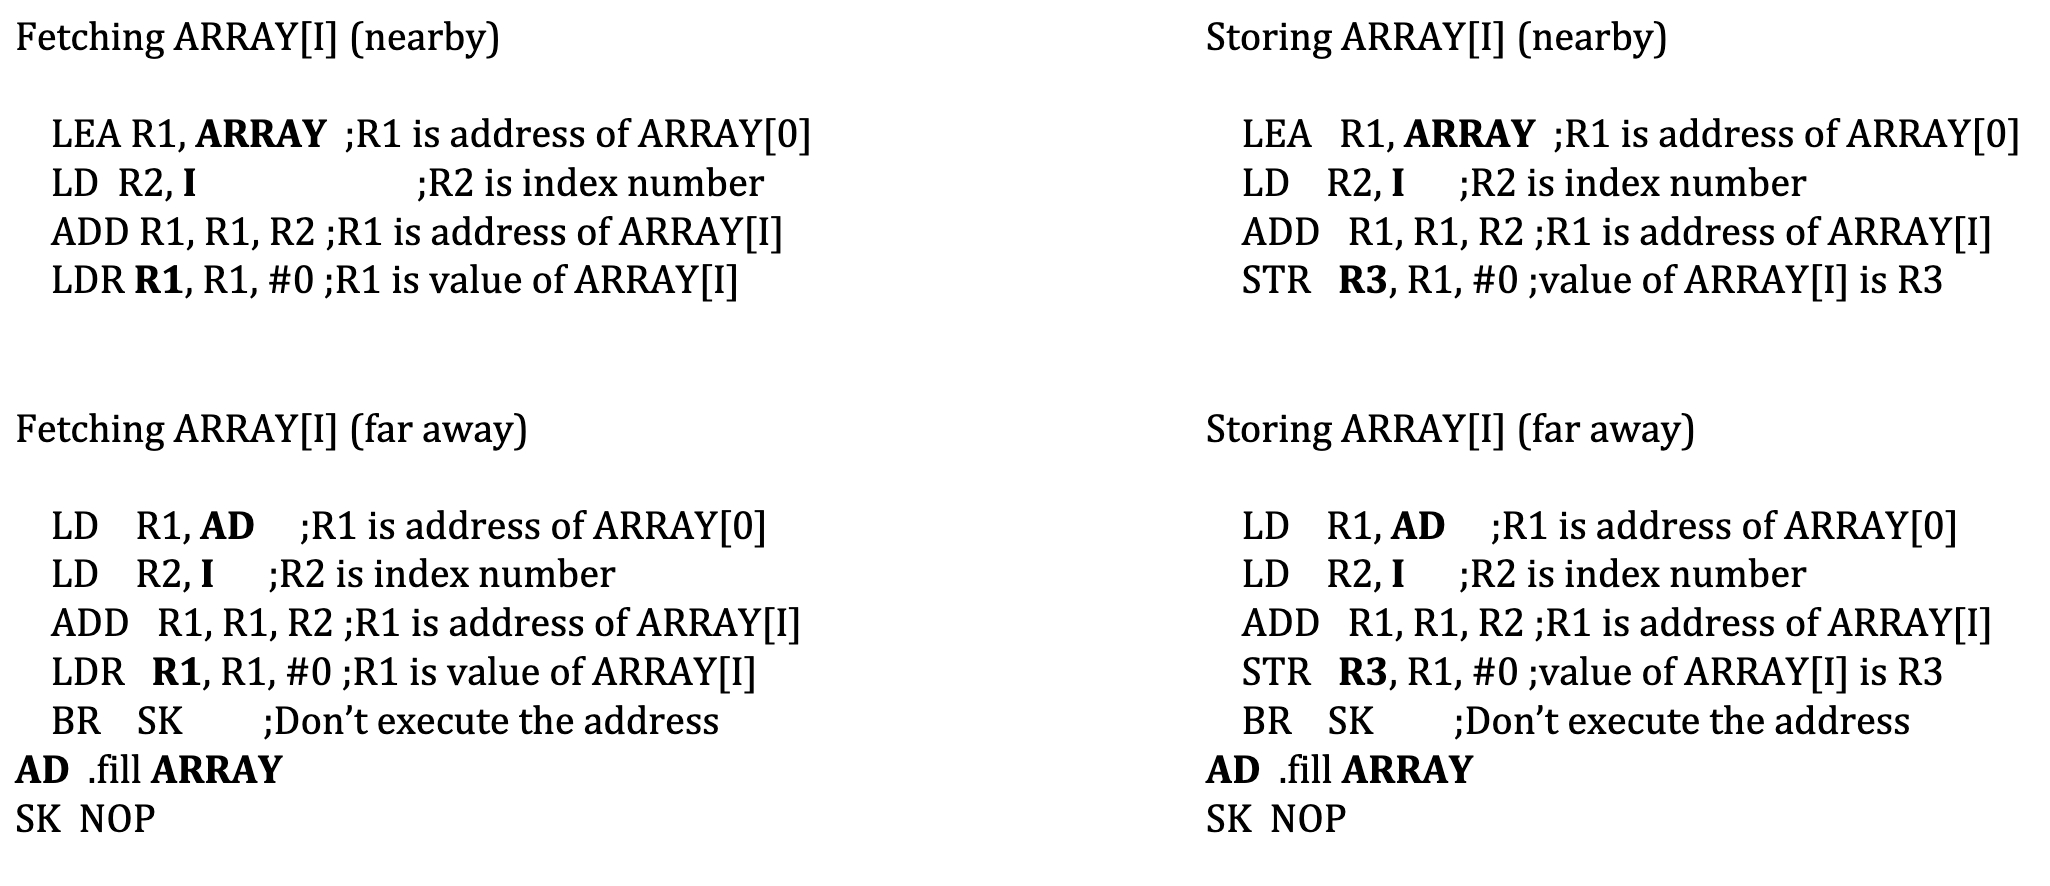 Fetching ARRAY[I] (nearby)
LEA R1, ARRAY ;R1 is address of ARRAY[0]
LD R2, I ;R2 is index number
ADD R1, R1, R2 ;R1 is address of ARRAY[I]
LDR R1, R1, #0 ;R1 is value of ARRAY[I]
Storing ARRAY[I] (nearby)
LEA R1, ARRAY ;R1 is address of ARRAY[0]
LD R2, I ;R2 is index number
ADD R1, R1, R2 ;R1 is address of ARRAY[I]
STR R3, R1, #0 ;value of ARRAY[I] is R3
Fetching ARRAY[I] (far away)
LD R1, AD ;R1 is address of ARRAY[0]
LD R2, I ;R2 is index number
ADD R1, R1, R2 ;R1 is address of ARRAY[I]
LDR R1, R1, #0 ;R1 is value of ARRAY[I]
BR SK ;Don’t execute the address
AD .fill ARRAY
SK NOP
Storing ARRAY[I] (far away)
LD R1, AD ;R1 is address of ARRAY[0]
LD R2, I ;R2 is index number
ADD R1, R1, R2 ;R1 is address of ARRAY[I]
STR R3, R1, #0 ;value of ARRAY[I] is R3
BR SK ;Don’t execute the address
AD .fill ARRAY
SK NOP